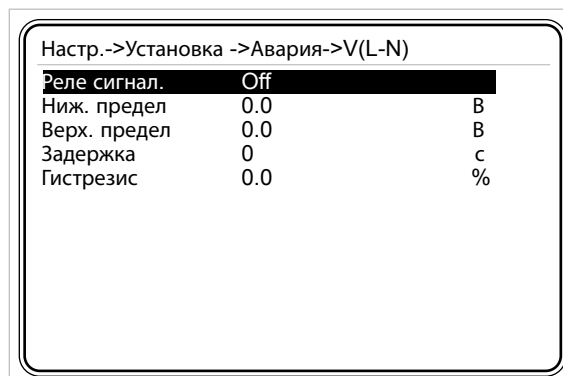 Настр.->Установка ->Авария->V(L-N)
Реле сигнал. Off
Ниж. предел 0.0 В
Верх. предел 0.0 В
Задержка 0 с
Гистрезис 0.0 %